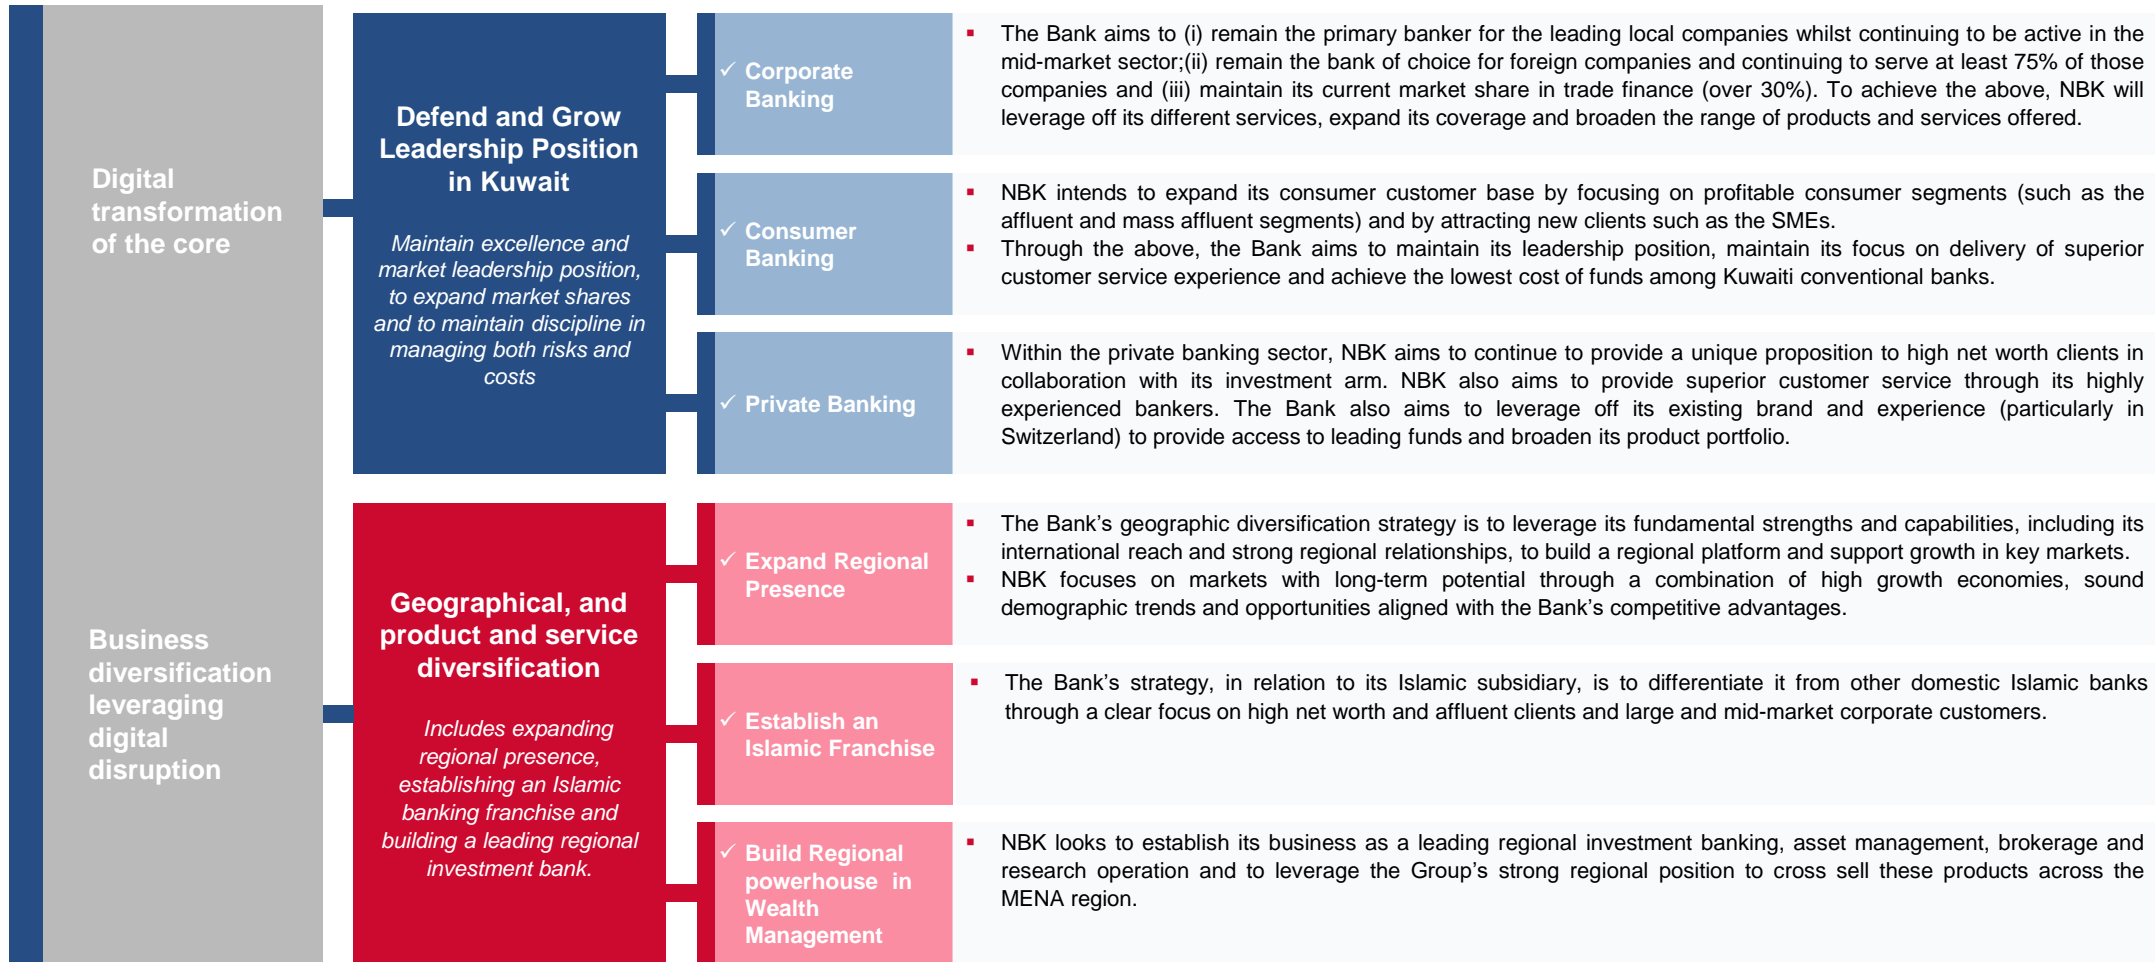 Digital
transformation
of the core
Defend and Grow
Leadership Position
in Kuwait
Maintain excellence and
market leadership position,
to expand market shares
and to maintain discipline in
managing both risks and
costs
✓ Corporate
Banking
▪ The Bank aims to (i) remain the primary banker for the leading local companies whilst continuing to be active in the
mid-market sector;(ii) remain the bank of choice for foreign companies and continuing to serve at least 75% of those
companies and (iii) maintain its current market share in trade finance (over 30%). To achieve the above, NBK will
leverage off its different services, expand its coverage and broaden the range of products and services offered.
✓ Consumer
Banking
▪ NBK intends to expand its consumer customer base by focusing on profitable consumer segments (such as the
affluent and mass affluent segments) and by attracting new clients such as the SMEs.
▪ Through the above, the Bank aims to maintain its leadership position, maintain its focus on delivery of superior
customer service experience and achieve the lowest cost of funds among Kuwaiti conventional banks.
✓ Private Banking
▪ Within the private banking sector, NBK aims to continue to provide a unique proposition to high net worth clients in
collaboration with its investment arm. NBK also aims to provide superior customer service through its highly
experienced bankers. The Bank also aims to leverage off its existing brand and experience (particularly in
Switzerland) to provide access to leading funds and broaden its product portfolio.
Business
diversification
leveraging
digital
disruption
Geographical, and
product and service
diversification
Includes expanding
regional presence,
establishing an Islamic
banking franchise and
building a leading regional
investment bank.
✓ Expand Regional
Presence
▪ The Bank’s geographic diversification strategy is to leverage its fundamental strengths and capabilities, including its
international reach and strong regional relationships, to build a regional platform and support growth in key markets.
▪ NBK focuses on markets with long-term potential through a combination of high growth economies, sound
demographic trends and opportunities aligned with the Bank’s competitive advantages.
✓ Establish an
Islamic Franchise
▪ The Bank’s strategy, in relation to its Islamic subsidiary, is to differentiate it from other domestic Islamic banks
through a clear focus on high net worth and affluent clients and large and mid-market corporate customers.
✓ Build Regional
powerhouse in
Wealth
Management
▪ NBK looks to establish its business as a leading regional investment banking, asset management, brokerage and
research operation and to leverage the Group’s strong regional position to cross sell these products across the
MENA region.